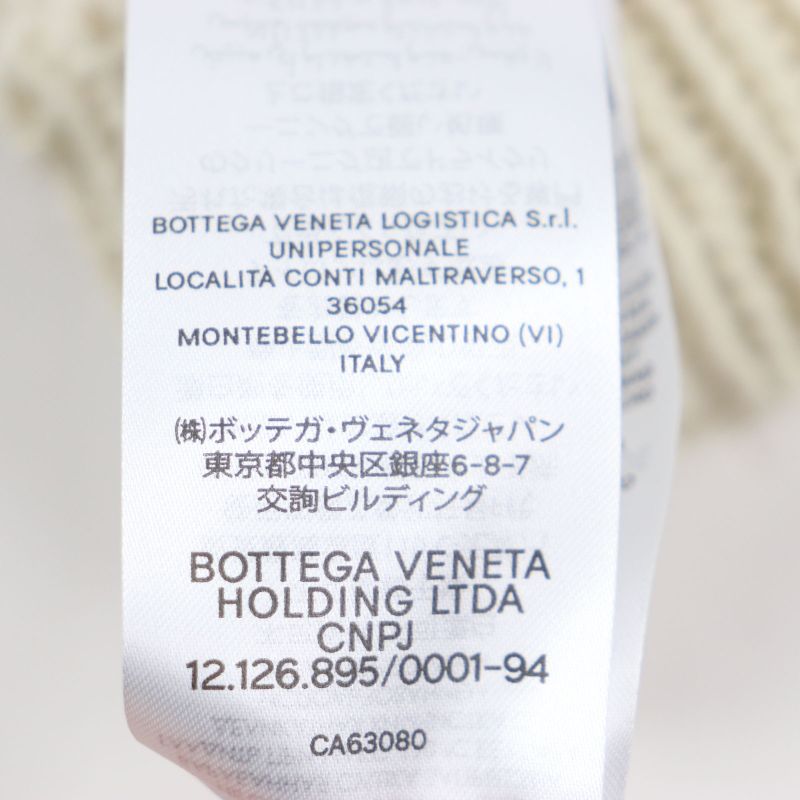 BOTTEGA VENETA LOGISTICA S.r.l.
UNIPERSONALE
LOCALITÀ CONTI MALTRAVERSO, 1
36054
MONTEBELLO VICENTINO (VI)
ITALY
(株)ボッテガ・ヴェネタジャパン
東京都中央区銀座6-8-7
交詢ビルディング
BOTTEGA VENETA
HOLDING LTDA
CNPJ
12.126.895/0001-94
CA63080